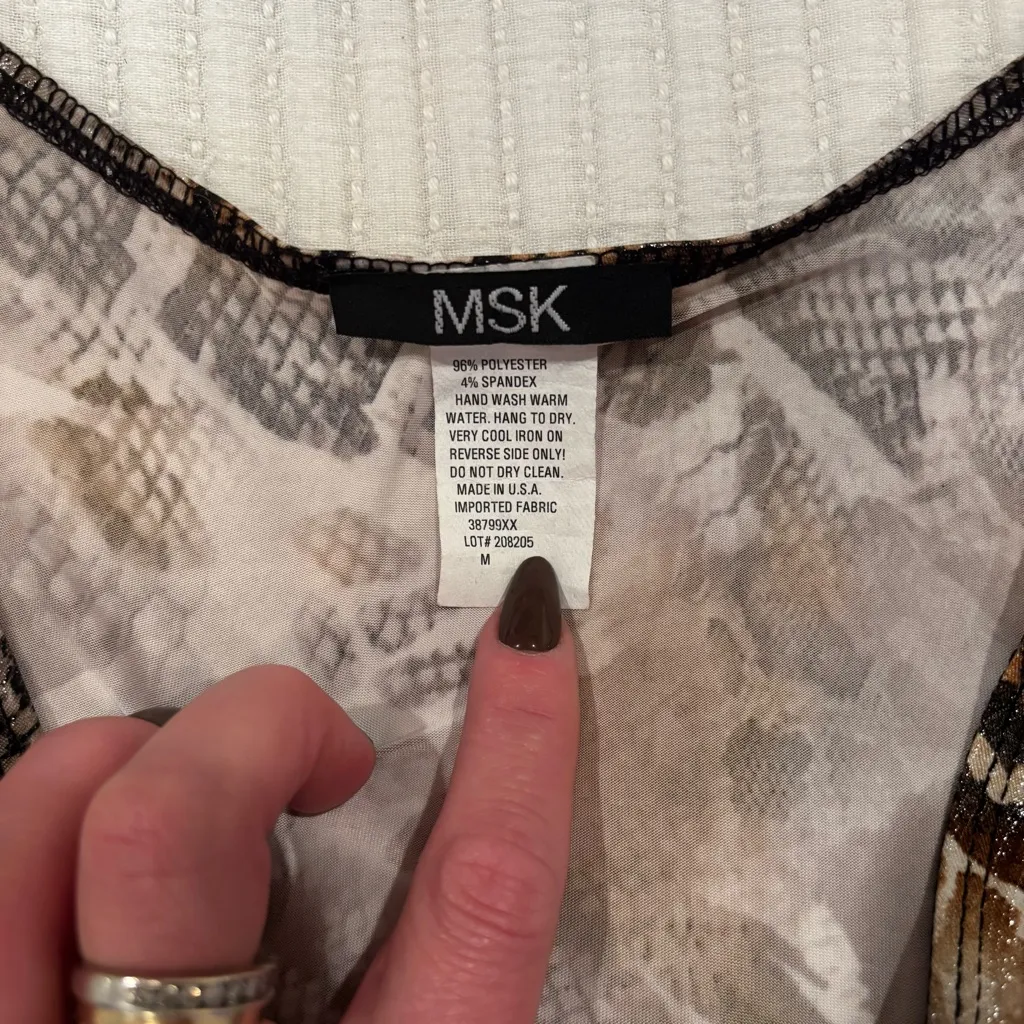 MSK
96% POLYESTER
4% SPANDEX
HAND WASH WARM
WATER. HANG TO DRY.
VERY COOL IRON ON
REVERSE SIDE ONLY!
DO NOT DRY CLEAN.
MADE IN U.S.A.
IMPORTED FABRIC
38799XX
LOT# 208205
M